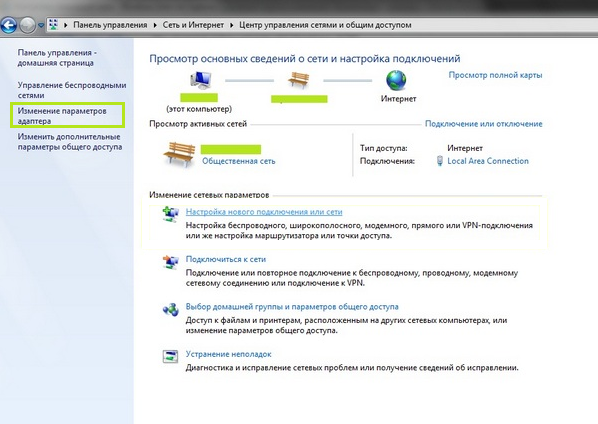 Панель управления ▸ Сеть и Интернет ▸ Центр управления сетями и общим доступом
Панель управления -
домашняя страница
Управление беспроводными
сетями
Изменение параметров
адаптера
Изменить дополнительные
параметры общего доступа
Просмотр основных сведений о сети и настройка подключений
Просмотр полной карты
(этот компьютер)
Интернет
Просмотр активных сетей
Подключение или отключение
Общественная сеть
Тип доступа: Интернет
Подключения: Local Area Connection
Изменение сетевых параметров
Настройка нового подключения или сети
Настройка беспроводного, широкополосного, модемного, прямого или VPN-подключения
или же настройка маршрутизатора или точки доступа.
Подключиться к сети
Подключение или повторное подключение к беспроводному, проводному, модемному
сетевому соединению или подключение к VPN.
Выбор домашней группы и параметров общего доступа
Доступ к файлам и принтерам, расположенным на других сетевых компьютерах, или
изменение параметров общего доступа.
Устранение неполадок
Диагностика и исправление сетевых проблем или получение сведений об исправлении.